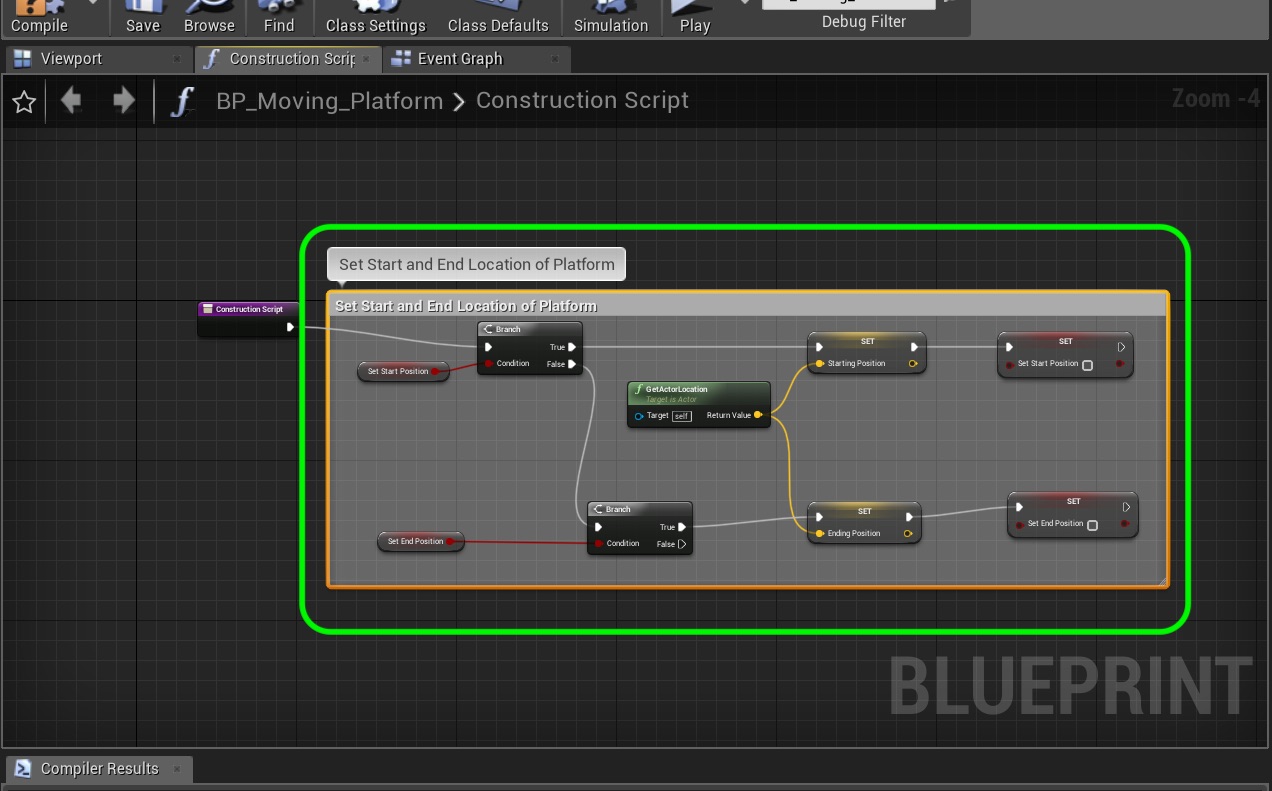 Compile
Save
Browse
Find
Class Settings
Class Defaults
Simulation
Play
Debug Filter
Viewport
Construction Scrip
Event Graph
BP_Moving_Platform > Construction Script
Zoom -4
Set Start and End Location of Platform
Set Start and End Location of Platform
Construction Script
Branch
True
Condition
False
Set Start Position
SET
Starting Position
SET
Set Start Position
GetActorLocation
Target is Actor
Target self
Return Value
Branch
True
Condition
False
Set End Position
SET
Ending Position
SET
Set End Position
BLUEPRINT
Compiler Results